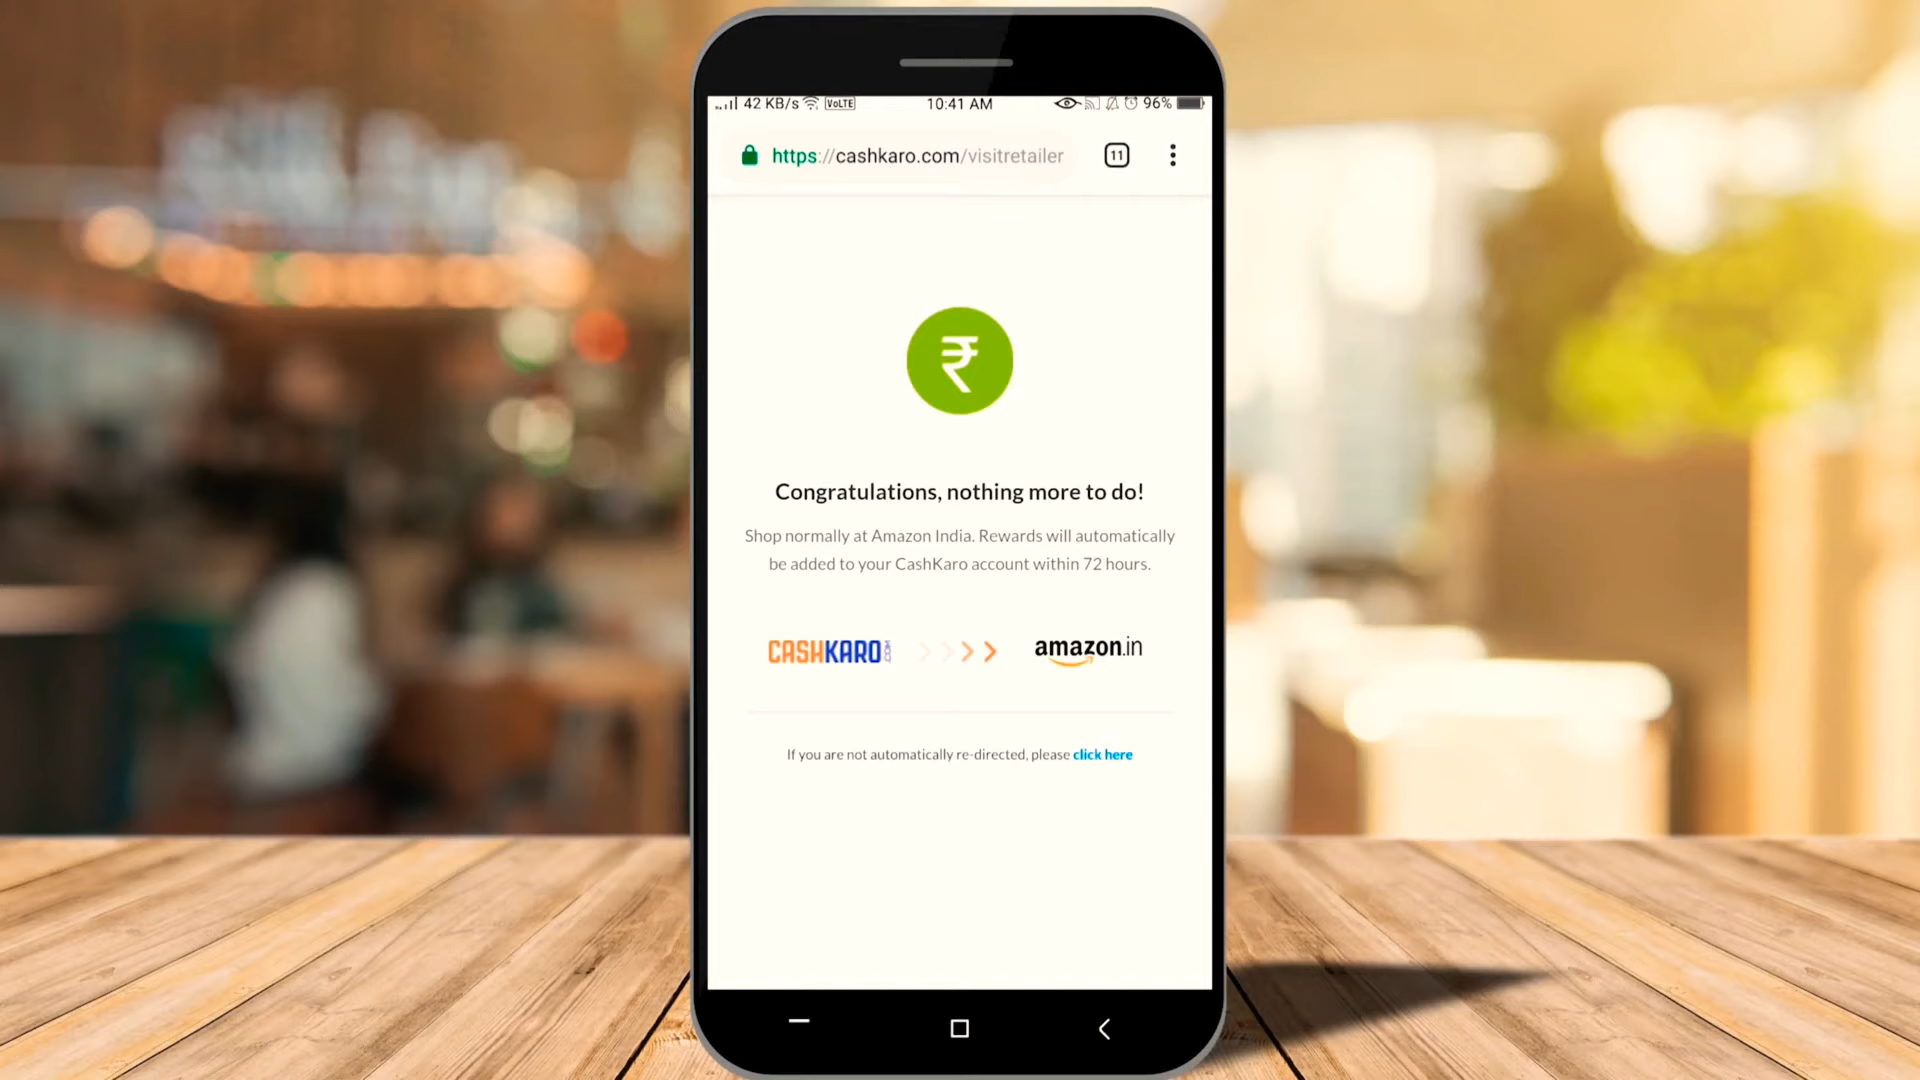 42 KB/s VoLTE 10:41 AM 96%
https://cashkaro.com/visitretailer 11
₹
Congratulations, nothing more to do!
Shop normally at Amazon India. Rewards will automatically
be added to your CashKaro account within 72 hours.
CASHKARO.COM amazon.in
If you are not automatically re-directed, please click here